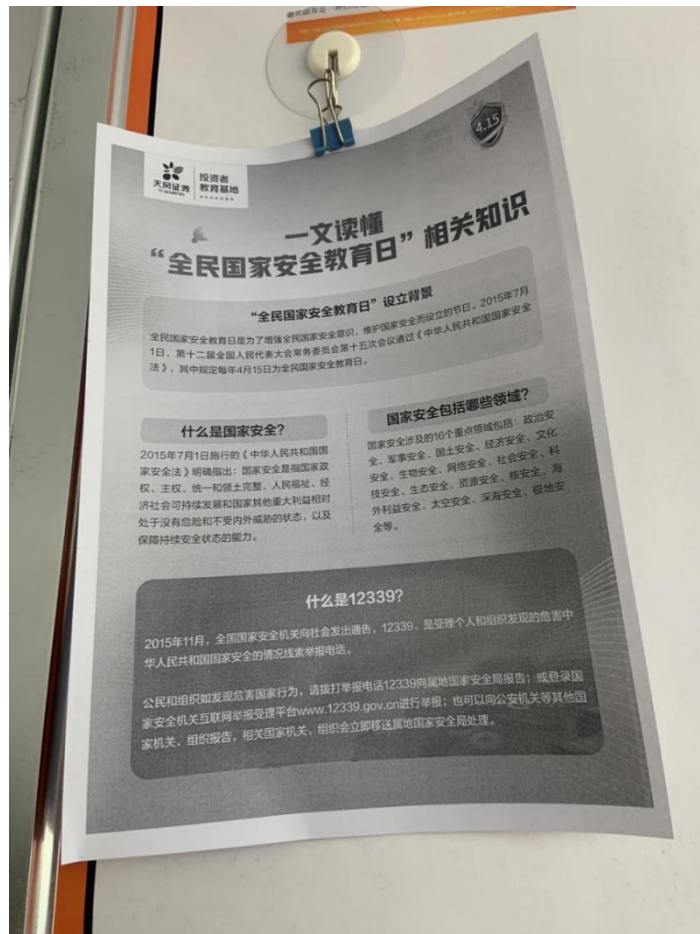 4.15
天风证券
投资者
教育基地
一文读懂
“全民国家安全教育日”相关知识
“全民国家安全教育日”设立背景
全民国家安全教育日是为了增强全民国家安全意识，维护国家安全而设立的节日。2015年7月
1日，第十二届全国人民代表大会常务委员会第十五次会议通过《中华人民共和国国家安全
法》，其中规定每年4月15日为全民国家安全教育日。
什么是国家安全？
2015年7月1日施行的《中华人民共和国国
家安全法》明确指出：国家安全是指国家政
权、主权、统一和领土完整、人民福祉、经
济社会可持续发展和国家其他重大利益相对
处于没有危险和不受内外威胁的状态，以及
保障持续安全状态的能力。
国家安全包括哪些领域？
国家安全涉及的16个重点领域包括：政治安
全、军事安全、国土安全、经济安全、文化
安全、生物安全、网络安全、社会安全、科
技安全、生态安全、资源安全、核安全、海
外利益安全、太空安全、深海安全、极地安
全等。
什么是12339？
2015年11月，全国国家安全机关向社会发出通告，12339，是受理个人和组织发现的危害中
华人民共和国国家安全的情况线索举报电话。
公民和组织如发现危害国家行为，请拨打举报电话12339向属地国家安全局报告；或登录国
家安全机关互联网举报受理平台www.12339.gov.cn进行举报；也可以向公安机关等其他国
家机关、组织报告，相关国家机关、组织会立即移送属地国家安全局处理。